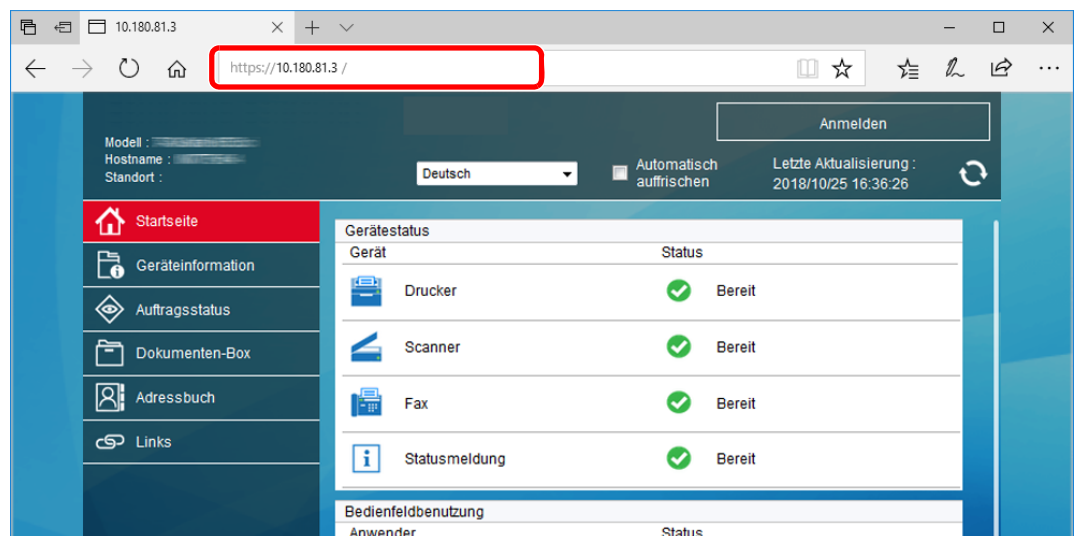 10.180.81.3
https://10.180.81.3 /
Anmelden
Modell :
Hostname :
Standort :
Deutsch
Automatisch
auffrischen
Letzte Aktualisierung :
2018/10/25 16:36:26
Startseite
Geräteinformation
Auftragsstatus
Dokumenten-Box
Adressbuch
Links
Gerätestatus
Gerät Status
Drucker Bereit
Scanner Bereit
Fax Bereit
Statusmeldung Bereit
Bedienfeldbenutzung
Anwender Status